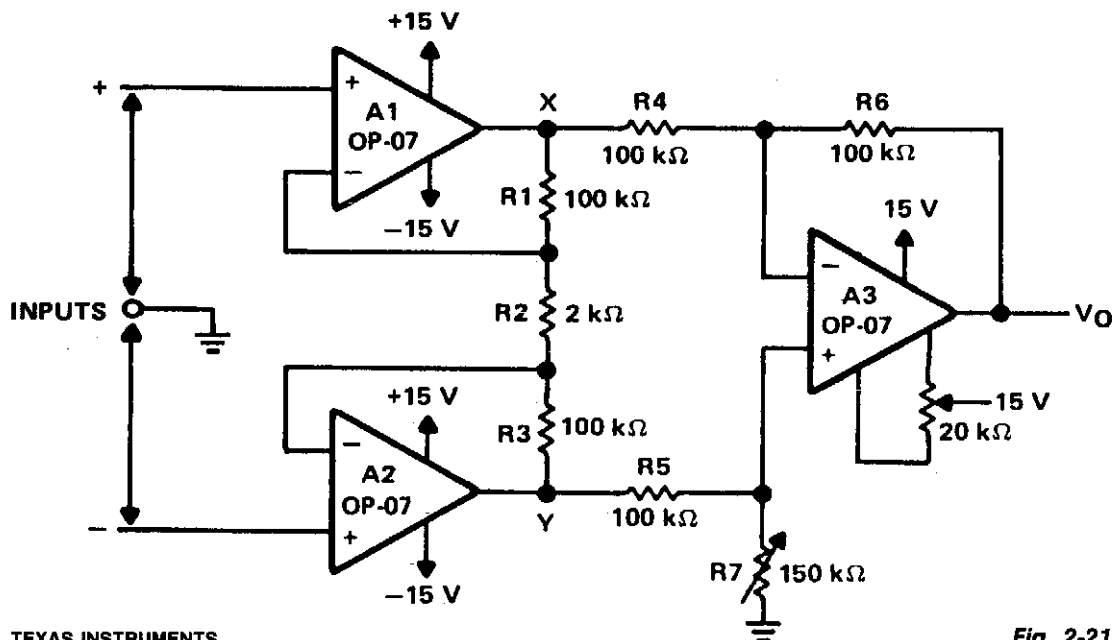 +15 V
+
+
A1
OP-07
−
−15 V
X
R4
100 kΩ
R6
100 kΩ
R1 100 kΩ
15 V
INPUTS
R2 2 kΩ
−
A3
OP-07
+
VO
15 V
20 kΩ
+15 V
−
A2
OP-07
R3 100 kΩ
R5
100 kΩ
−
+
Y
−15 V
R7 150 kΩ
TEXAS INSTRUMENTS
Fig. 2-21